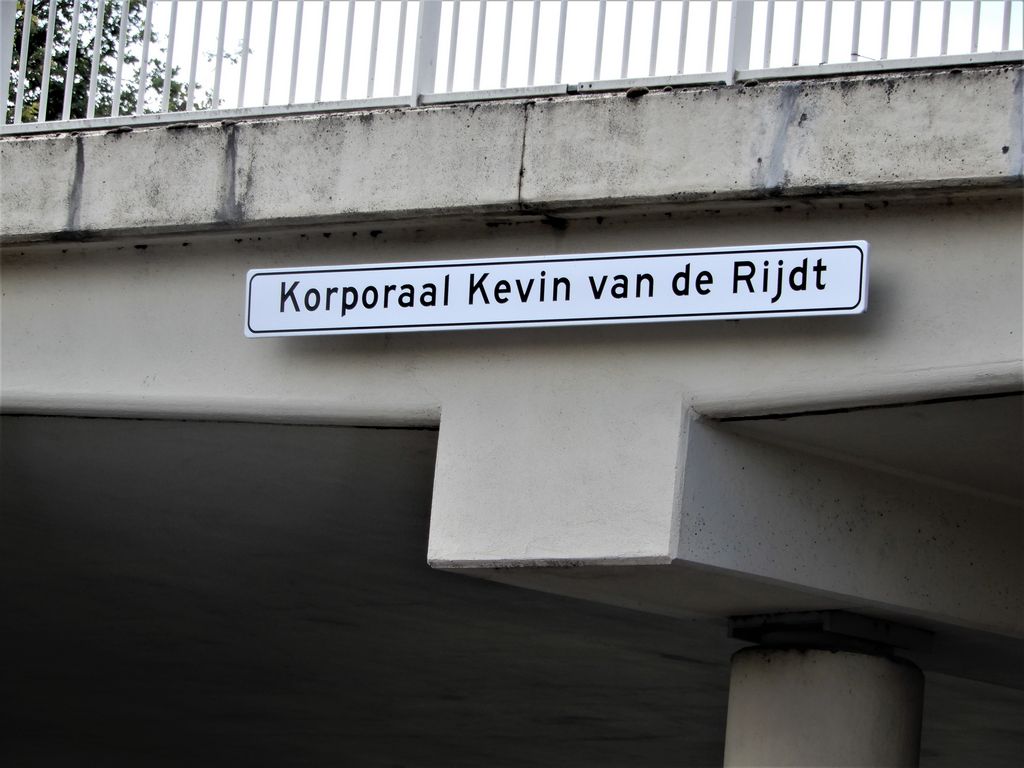 Korporaal Kevin van de Rijdt